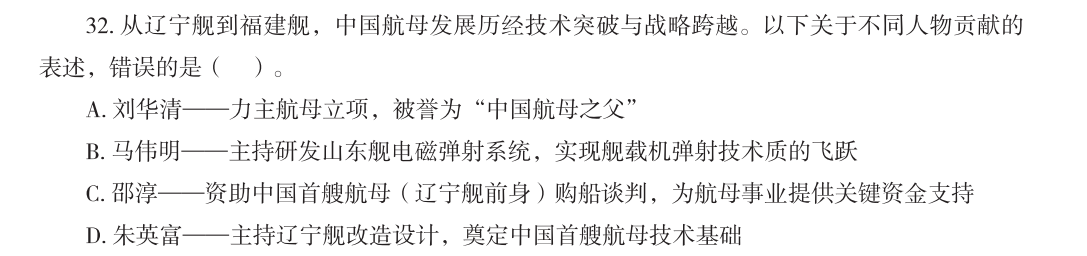 32. 从辽宁舰到福建舰，中国航母发展历经技术突破与战略跨越。以下关于不同人物贡献的
表述，错误的是（　）。
A. 刘华清——力主航母立项，被誉为“中国航母之父”
B. 马伟明——主持研发山东舰电磁弹射系统，实现舰载机弹射技术质的飞跃
C. 邵淳——资助中国首艘航母（辽宁舰前身）购船谈判，为航母事业提供关键资金支持
D. 朱英富——主持辽宁舰改造设计，奠定中国首艘航母技术基础